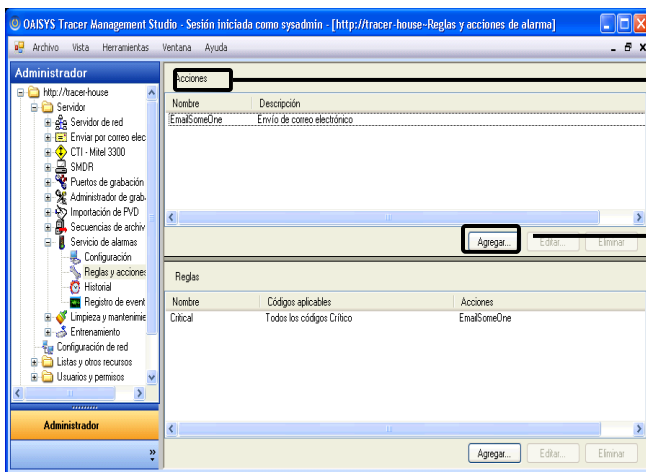 OAISYS Tracer Management Studio - Sesión iniciada como sysadmin - [http://tracer-house~Reglas y acciones de alarma]
Archivo Vista Herramientas Ventana Ayuda
Administrador
http://tracer-house
Servidor
Servidor de red
Enviar por correo elec
CTI - Mitel 3300
SMDR
Puertos de grabación
Administrador de grab
Importación de PVD
Secuencias de archiv
Servicio de alarmas
Configuración
Reglas y acciones
Historial
Registro de event
Limpieza y mantenimie
Entrenamiento
Configuración de red
Listas y otros recursos
Usuarios y permisos
Administrador
»
Acciones
Nombre Descripción
EmailSomeOne Envío de correo electrónico
Agregar... Editar... Eliminar
Reglas
Nombre Códigos aplicables Acciones
Critical Todos los códigos Crítico EmailSomeOne
Agregar... Editar... Eliminar